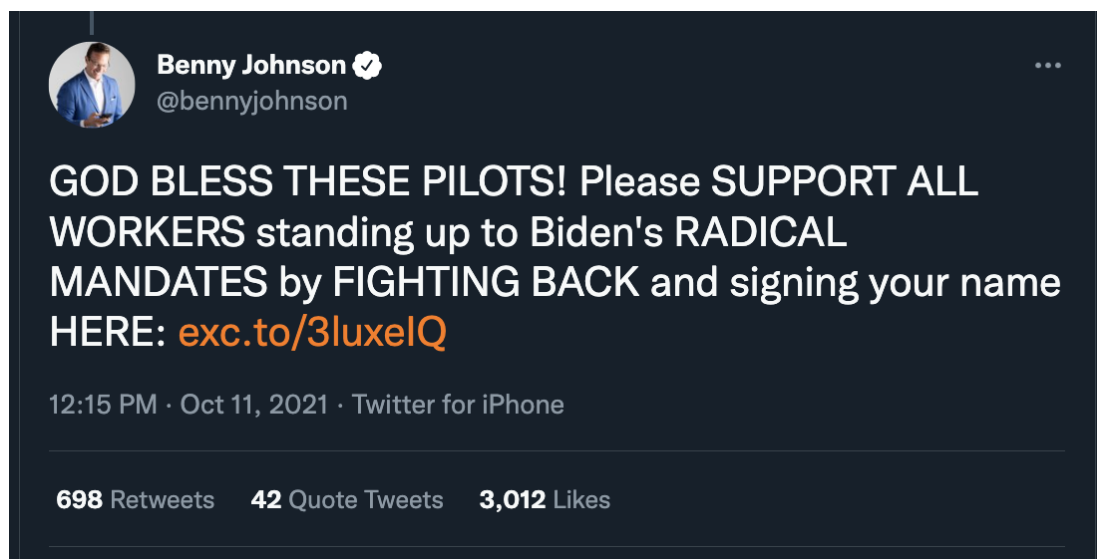 Benny Johnson
@bennyjohnson
GOD BLESS THESE PILOTS! Please SUPPORT ALL
WORKERS standing up to Biden's RADICAL
MANDATES by FIGHTING BACK and signing your name
HERE: exc.to/3luxeIQ
12:15 PM · Oct 11, 2021 · Twitter for iPhone
698 Retweets 42 Quote Tweets 3,012 Likes